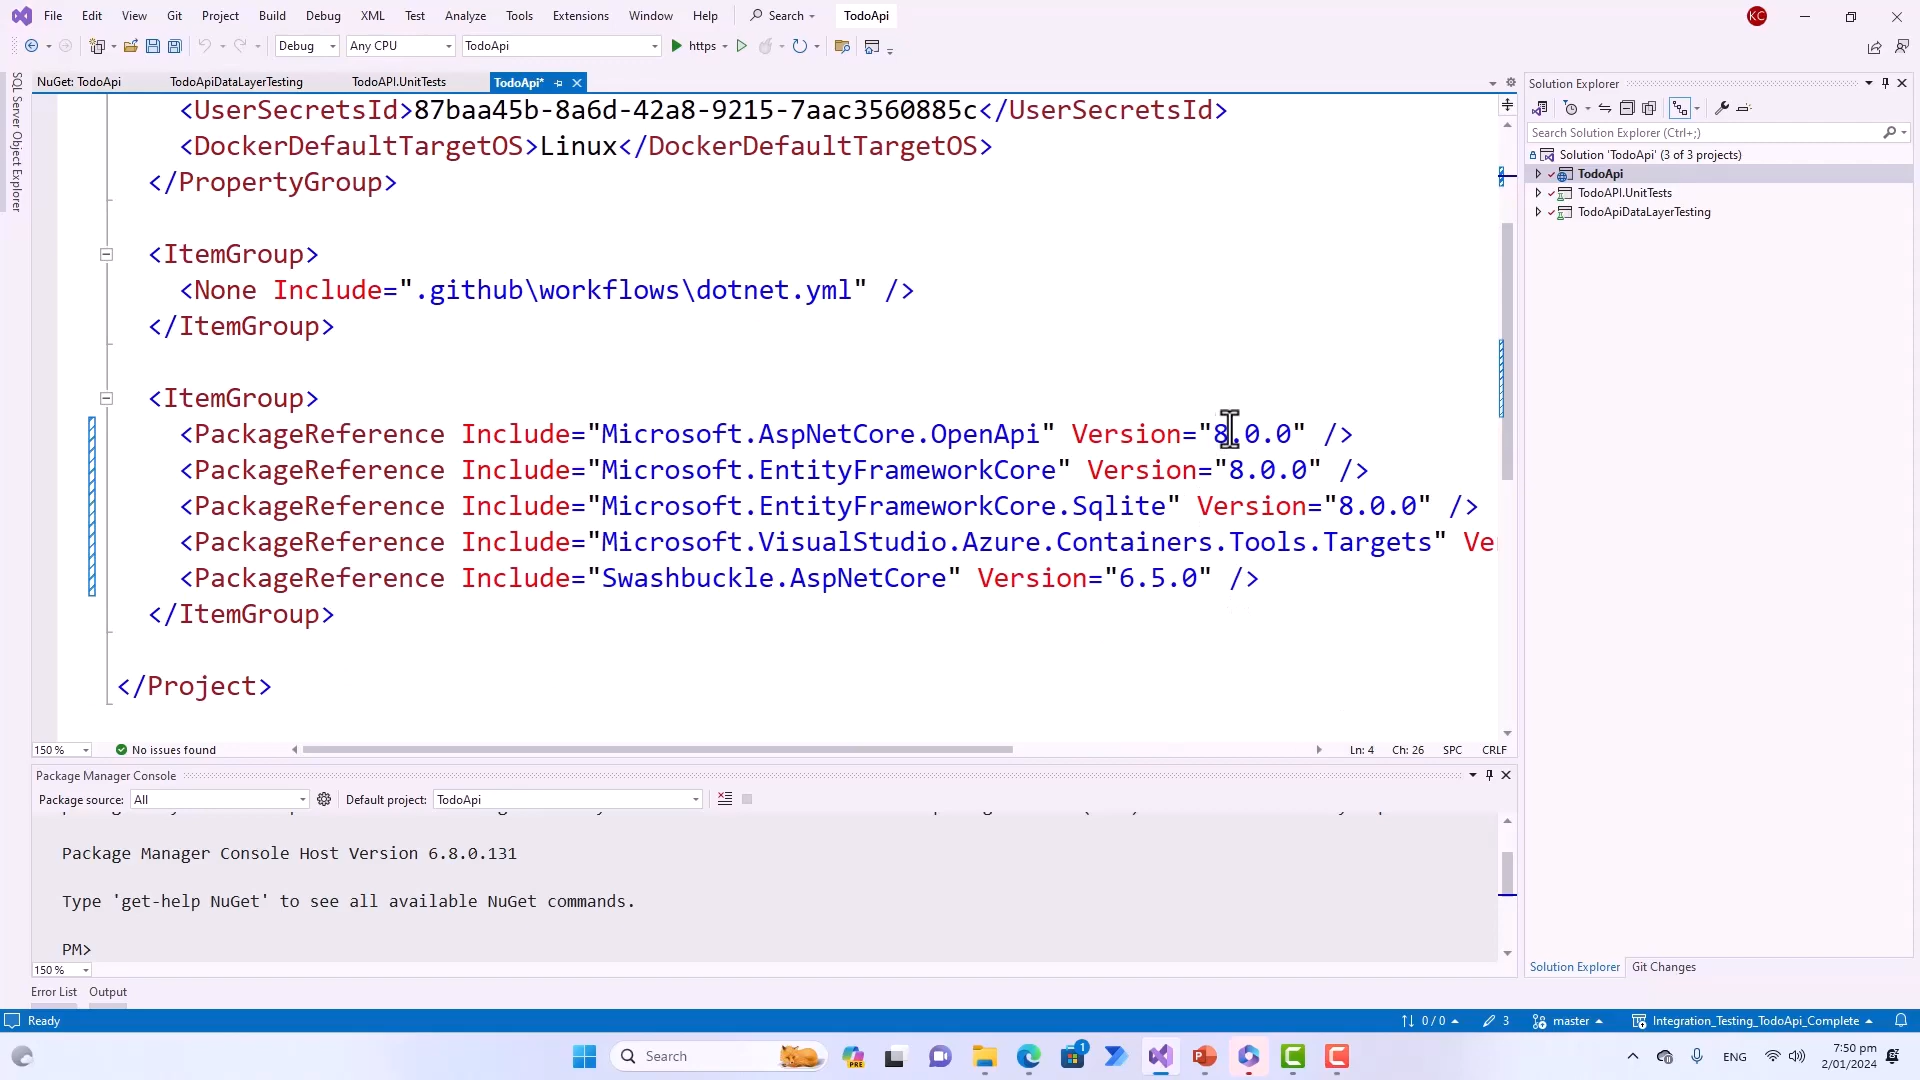 File Edit View Git Project Build Debug XML Test Analyze Tools Extensions Window Help Search TodoApi KC
Debug Any CPU TodoApi https
NuGet: TodoApi TodoApiDataLayerTesting TodoAPI.UnitTests TodoApi*
SQL Server Object Explorer
<UserSecretsId>87baa45b-8a6d-42a8-9215-7aac3560885c</UserSecretsId>
<DockerDefaultTargetOS>Linux</DockerDefaultTargetOS>
</PropertyGroup>
<ItemGroup>
<None Include=".github\workflows\dotnet.yml" />
</ItemGroup>
<ItemGroup>
<PackageReference Include="Microsoft.AspNetCore.OpenApi" Version="8.0.0" />
<PackageReference Include="Microsoft.EntityFrameworkCore" Version="8.0.0" />
<PackageReference Include="Microsoft.EntityFrameworkCore.Sqlite" Version="8.0.0" />
<PackageReference Include="Microsoft.VisualStudio.Azure.Containers.Tools.Targets" Ve
<PackageReference Include="Swashbuckle.AspNetCore" Version="6.5.0" />
</ItemGroup>
</Project>
150 % No issues found Ln: 4 Ch: 26 SPC CRLF
Package Manager Console
Package source: All Default project: TodoApi
Package Manager Console Host Version 6.8.0.131
Type 'get-help NuGet' to see all available NuGet commands.
PM>
150 %
Error List Output
Solution Explorer
Search Solution Explorer (Ctrl+;)
Solution 'TodoApi' (3 of 3 projects)
TodoApi
TodoAPI.UnitTests
TodoApiDataLayerTesting
Solution Explorer Git Changes
Ready 0 / 0 3 master Integration_Testing_TodoApi_Complete
Search PRE 1 ENG 7:50 pm
2/01/2024